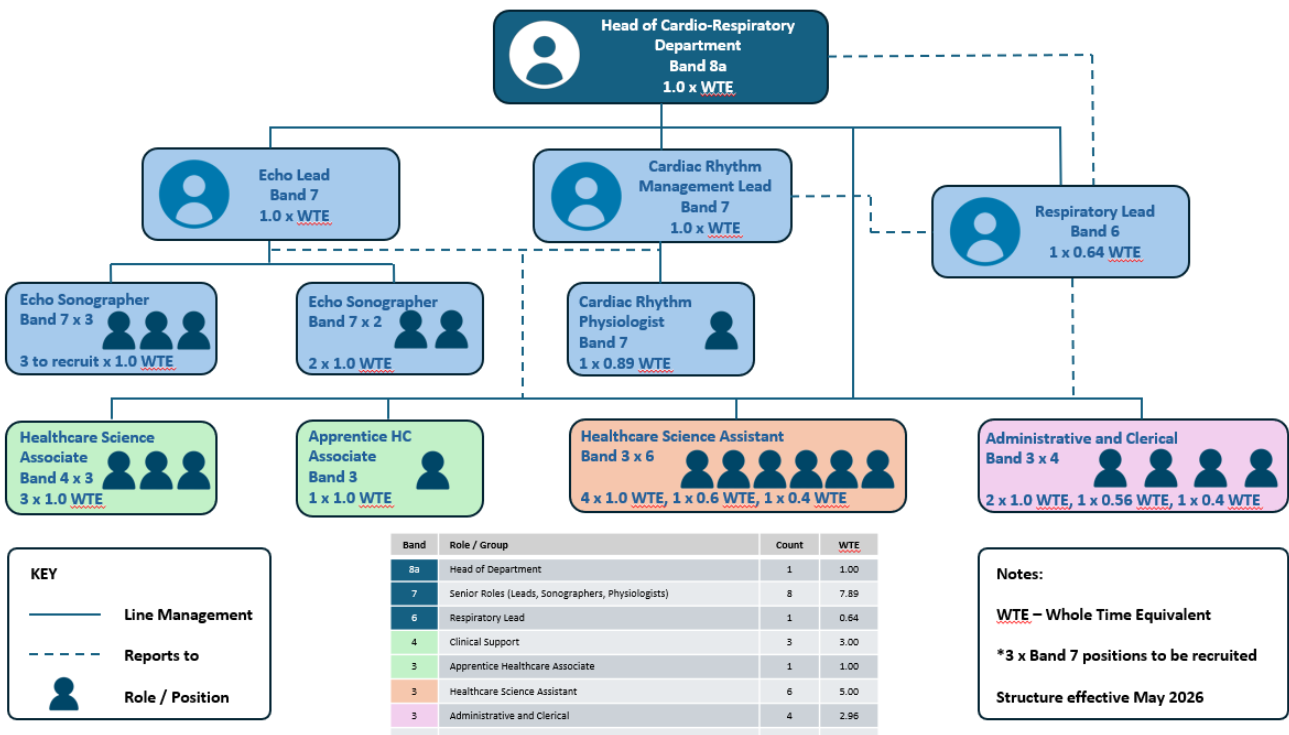 Head of Cardio-Respiratory
Department
Band 8a
1.0 x WTE
Echo Lead
Band 7
1.0 x WTE
Cardiac Rhythm
Management Lead
Band 7
1.0 x WTE
Respiratory Lead
Band 6
1 x 0.64 WTE
Echo Sonographer
Band 7 x 3
3 to recruit x 1.0 WTE
Echo Sonographer
Band 7 x 2
2 x 1.0 WTE
Cardiac Rhythm
Physiologist
Band 7
1 x 0.89 WTE
Healthcare Science
Associate
Band 4 x 3
3 x 1.0 WTE
Apprentice HC
Associate
Band 3
1 x 1.0 WTE
Healthcare Science Assistant
Band 3 x 6
4 x 1.0 WTE, 1 x 0.6 WTE, 1 x 0.4 WTE
Administrative and Clerical
Band 3 x 4
2 x 1.0 WTE, 1 x 0.56 WTE, 1 x 0.4 WTE
KEY
Line Management
Reports to
Role / Position
Band Role / Group Count WTE
8a Head of Department 1 1.00
7 Senior Roles (Leads, Sonographers, Physiologists) 8 7.89
6 Respiratory Lead 1 0.64
4 Clinical Support 3 3.00
3 Apprentice Healthcare Associate 1 1.00
3 Healthcare Science Assistant 6 5.00
3 Administrative and Clerical 4 2.96
Notes:
WTE – Whole Time Equivalent
*3 x Band 7 positions to be recruited
Structure effective May 2026